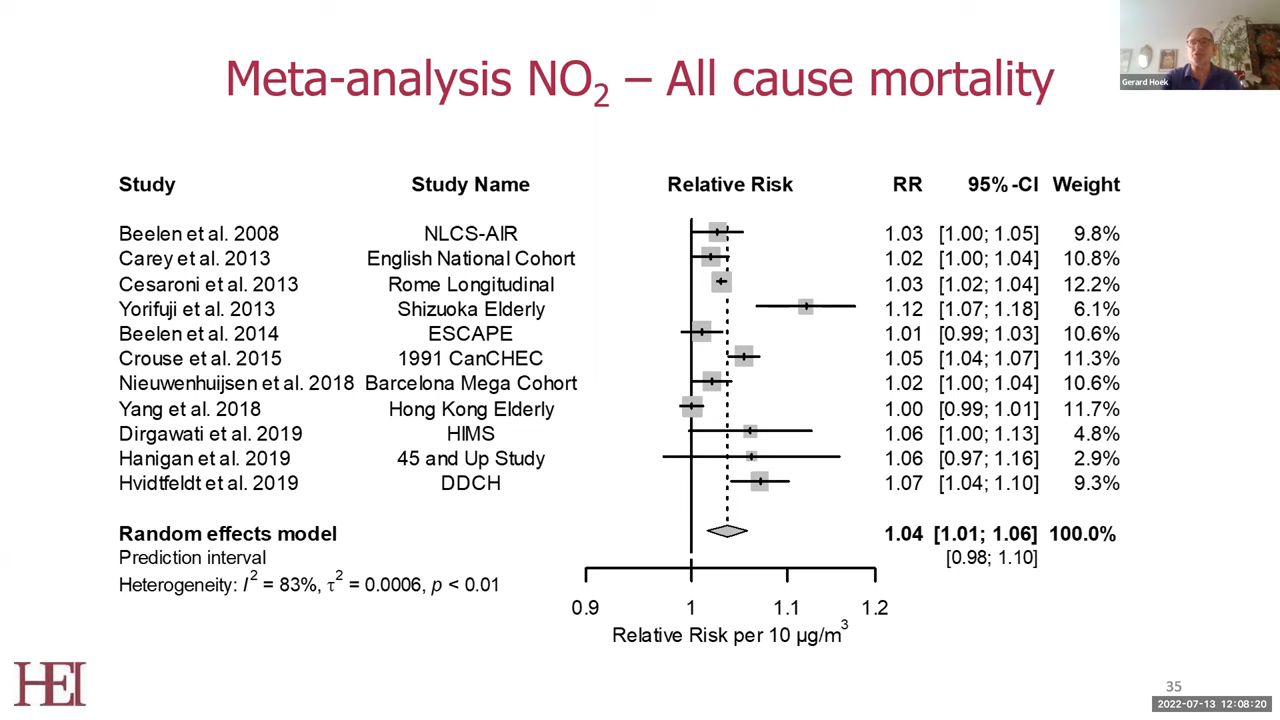 Meta-analysis NO2 – All cause mortality
Gerard Hoek
Study Study Name Relative Risk RR 95%-CI Weight
Beelen et al. 2008 NLCS-AIR 1.03 [1.00; 1.05] 9.8%
Carey et al. 2013 English National Cohort 1.02 [1.00; 1.04] 10.8%
Cesaroni et al. 2013 Rome Longitudinal 1.03 [1.02; 1.04] 12.2%
Yorifuji et al. 2013 Shizuoka Elderly 1.12 [1.07; 1.18] 6.1%
Beelen et al. 2014 ESCAPE 1.01 [0.99; 1.03] 10.6%
Crouse et al. 2015 1991 CanCHEC 1.05 [1.04; 1.07] 11.3%
Nieuwenhuijsen et al. 2018 Barcelona Mega Cohort 1.02 [1.00; 1.04] 10.6%
Yang et al. 2018 Hong Kong Elderly 1.00 [0.99; 1.01] 11.7%
Dirgawati et al. 2019 HIMS 1.06 [1.00; 1.13] 4.8%
Hanigan et al. 2019 45 and Up Study 1.06 [0.97; 1.16] 2.9%
Hvidtfeldt et al. 2019 DDCH 1.07 [1.04; 1.10] 9.3%
Random effects model 1.04 [1.01; 1.06] 100.0%
Prediction interval [0.98; 1.10]
Heterogeneity: I2 = 83%, τ2 = 0.0006, p < 0.01
0.9 1 1.1 1.2
Relative Risk per 10 µg/m3
HEI
35
2022-07-13 12:08:20